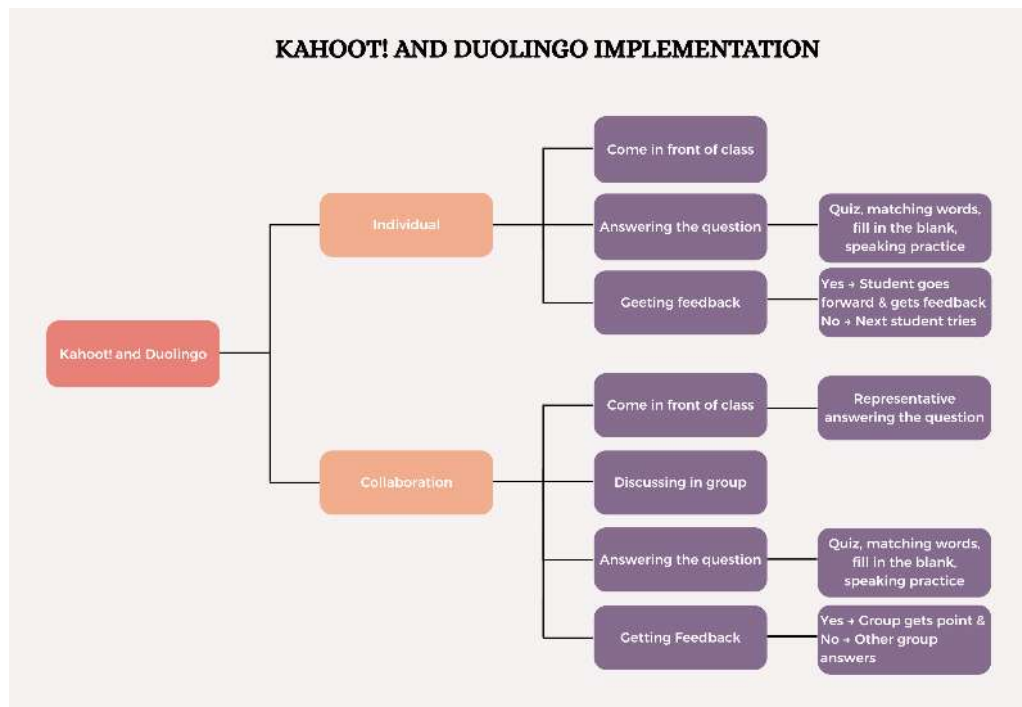 KAHOOT! AND DUOLINGO IMPLEMENTATION
Kahoot! and Duolingo
Individual
Come in front of class
Answering the question
Quiz, matching words,
fill in the blank,
speaking practice
Geeting feedback
Yes → Student goes
forward & gets feedback
No → Next student tries
Collaboration
Come in front of class
Representative
answering the question
Discussing in group
Answering the question
Quiz, matching words,
fill in the blank,
speaking practice
Getting Feedback
Yes → Group gets point &
No → Other group
answers